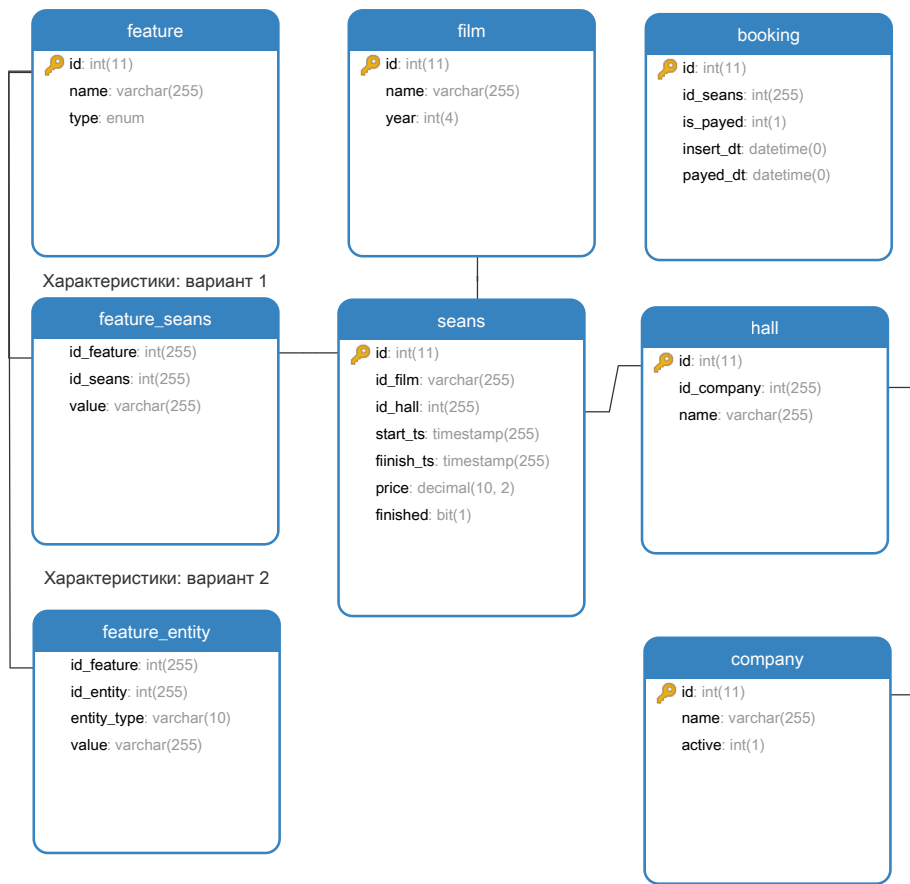 feature
id: int(11)
name: varchar(255)
type: enum
film
id: int(11)
name: varchar(255)
year: int(4)
booking
id: int(11)
id_seans: int(255)
is_payed: int(1)
insert_dt: datetime(0)
payed_dt: datetime(0)
Характеристики: вариант 1
feature_seans
id_feature: int(255)
id_seans: int(255)
value: varchar(255)
seans
id: int(11)
id_film: varchar(255)
id_hall: int(255)
start_ts: timestamp(255)
fiinish_ts: timestamp(255)
price: decimal(10, 2)
finished: bit(1)
hall
id: int(11)
id_company: int(255)
name: varchar(255)
Характеристики: вариант 2
feature_entity
id_feature: int(255)
id_entity: int(255)
entity_type: varchar(10)
value: varchar(255)
company
id: int(11)
name: varchar(255)
active: int(1)